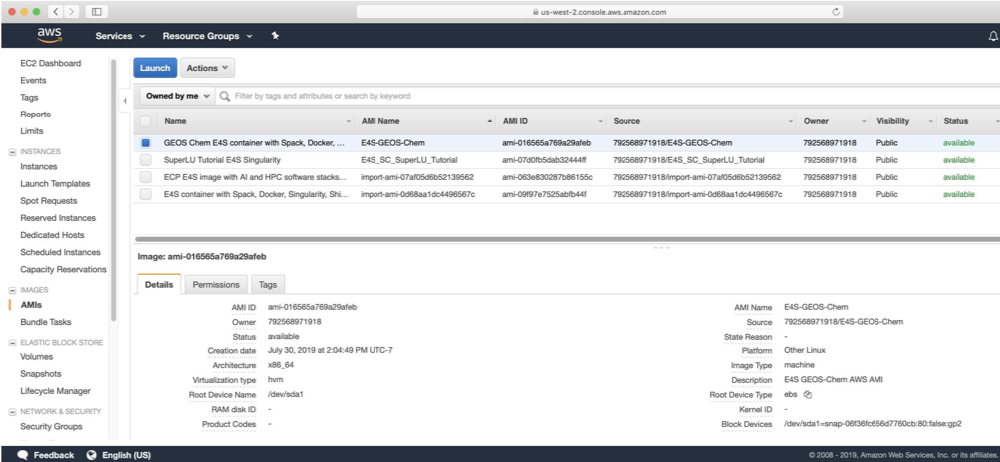 us-west-2.console.aws.amazon.com
aws Services Resource Groups
EC2 Dashboard
Events
Tags
Reports
Limits
INSTANCES
Instances
Launch Templates
Spot Requests
Reserved Instances
Dedicated Hosts
Scheduled Instances
Capacity Reservations
IMAGES
AMIs
Bundle Tasks
ELASTIC BLOCK STORE
Volumes
Snapshots
Lifecycle Manager
NETWORK & SECURITY
Security Groups
Launch Actions
Owned by me Filter by tags and attributes or search by keyword
Name AMI Name AMI ID Source Owner Visibility Status
GEOS Chem E4S container with Spack, Docker, ... E4S-GEOS-Chem ami-016565a769a29afeb 792568971918/E4S-GEOS-Chem 792568971918 Public available
SuperLU Tutorial E4S Singularity E4S_SC_SuperLU_Tutorial ami-07d0fb5dab32444ff 792568971918/E4S_SC_SuperLU_Tutorial 792568971918 Public available
ECP E4S image with AI and HPC software stacks... import-ami-07af05d6b52139562 ami-063e830287b86155c 792568971918/import-ami-07af05d6b52139562 792568971918 Public available
E4S container with Spack, Docker, Singularity, Shi... import-ami-0d68aa1dc4496567c ami-09f97e7525abfb44f 792568971918/import-ami-0d68aa1dc4496567c 792568971918 Public available
Image: ami-016565a769a29afeb
Details Permissions Tags
AMI ID ami-016565a769a29afeb AMI Name E4S-GEOS-Chem
Owner 792568971918 Source 792568971918/E4S-GEOS-Chem
Status available State Reason -
Creation date July 30, 2019 at 2:04:49 PM UTC-7 Platform Other Linux
Architecture x86_64 Image Type machine
Virtualization type hvm Description E4S GEOS-Chem AWS AMI
Root Device Name /dev/sda1 Root Device Type ebs
RAM disk ID - Kernel ID -
Product Codes - Block Devices /dev/sda1=snap-06f36fc656d7760cb:80:false:gp2
Feedback English (US) © 2008 - 2019, Amazon Web Services, Inc. or its affiliates.